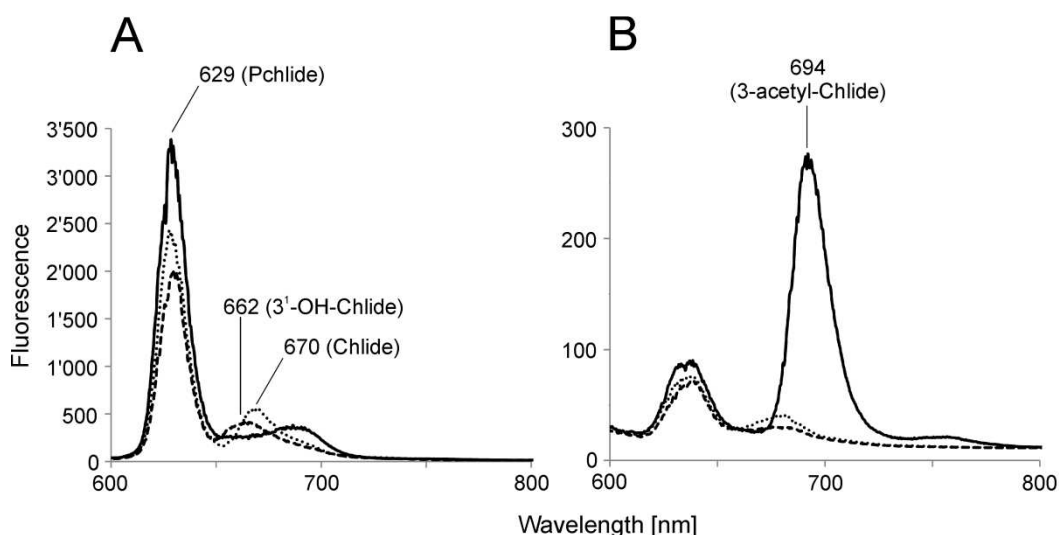 A
B
629 (Pchlide)
694
(3-acetyl-Chlide)
3'500
3'000
2'500
2'000
1'500
1'000
500
0
Fluorescence
662 (3¹-OH-Chlide)
670 (Chlide)
300
200
100
0
600
700
800
600
700
800
Wavelength [nm]